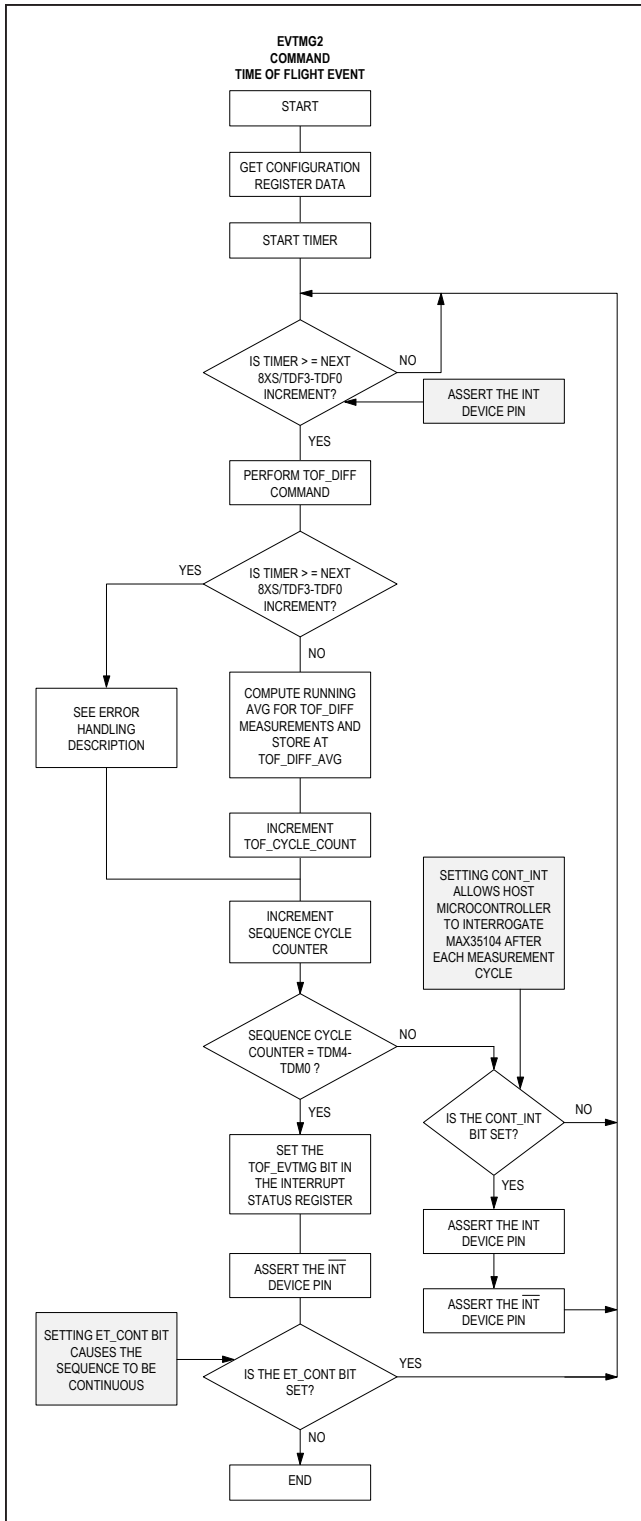 EVTMG2
COMMAND
TIME OF FLIGHT EVENT
START
GET CONFIGURATION
REGISTER DATA
START TIMER
IS TIMER > = NEXT
8XS/TDF3-TDF0
INCREMENT?
NO
ASSERT THE INT
DEVICE PIN
YES
PERFORM TOF_DIFF
COMMAND
YES
IS TIMER > = NEXT
8XS/TDF3-TDF0
INCREMENT?
NO
SEE ERROR
HANDLING
DESCRIPTION
COMPUTE RUNNING
AVG FOR TOF_DIFF
MEASUREMENTS AND
STORE AT
TOF_DIFF_AVG
INCREMENT
TOF_CYCLE_COUNT
SETTING CONT_INT
ALLOWS HOST
MICROCONTROLLER
TO INTERROGATE
MAX35104 AFTER
EACH MEASUREMENT
CYCLE
INCREMENT
SEQUENCE CYCLE
COUNTER
SEQUENCE CYCLE
COUNTER = TDM4-
TDM0 ?
NO
IS THE CONT_INT
BIT SET?
NO
YES
SET THE
TOF_EVTMG BIT IN
THE INTERRUPT
STATUS REGISTER
YES
ASSERT THE INT
DEVICE PIN
ASSERT THE I̅N̅T̅
DEVICE PIN
ASSERT THE I̅N̅T̅
DEVICE PIN
SETTING ET_CONT BIT
CAUSES THE
SEQUENCE TO BE
CONTINUOUS
IS THE ET_CONT BIT
SET?
YES
NO
END